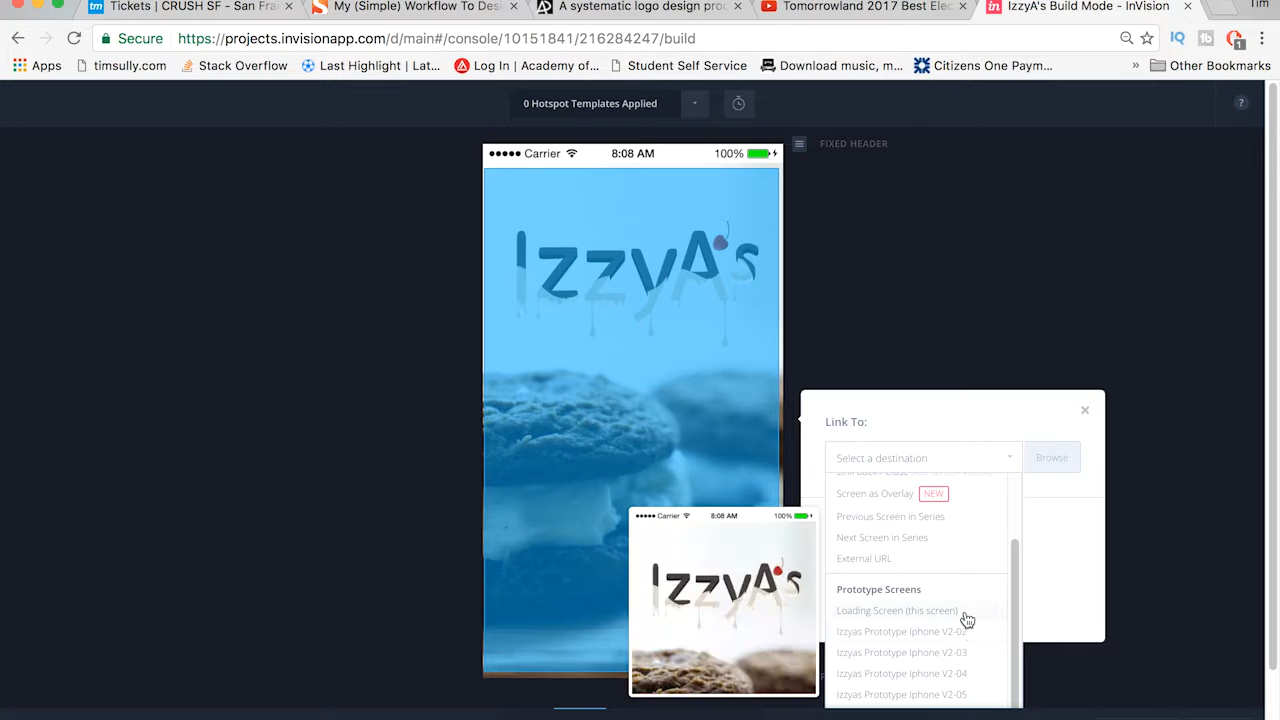 Tickets | CRUSH SF - San Fra
My (Simple) Workflow To Desi
A systematic logo design proc
Tomorrowland 2017 Best Elec
IzzyA's Build Mode - InVision
Tim
Secure
https://projects.invisionapp.com/d/main#/console/10151841/216284247/build
Apps
timsully.com
Stack Overflow
Last Highlight | Lat...
Log In | Academy of...
Student Self Service
Download music, m...
Citizens One Paym...
»
Other Bookmarks
0 Hotspot Templates Applied
?
Carrier
8:08 AM
100%
FIXED HEADER
IzzyA's
Link To:
Select a destination
Browse
Screen as Overlay NEW
Previous Screen in Series
Next Screen in Series
External URL
Prototype Screens
Loading Screen (this screen)
Izzyas Prototype Iphone V2-02
Izzyas Prototype Iphone V2-03
Izzyas Prototype Iphone V2-04
Izzyas Prototype Iphone V2-05
Carrier
8:08 AM
100%
IzzyA's